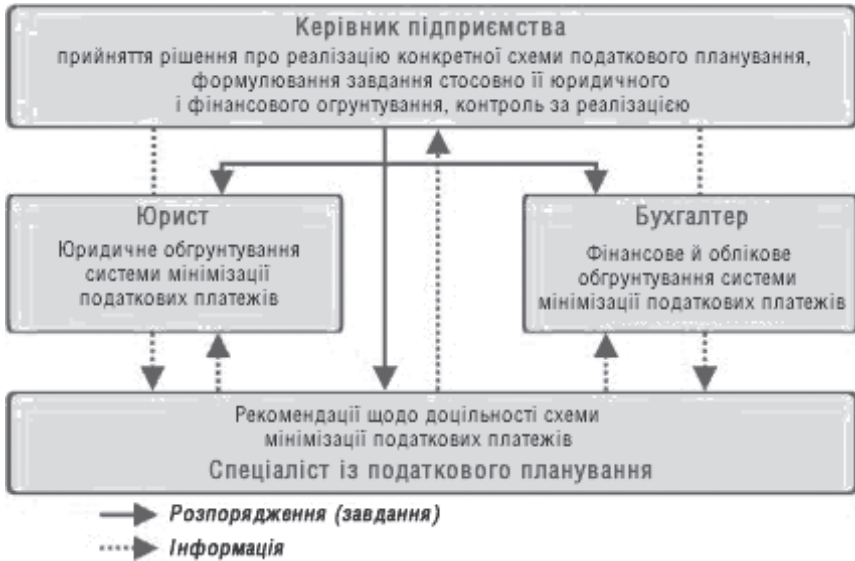 Керівник підприємства
прийняття рішення про реалізацію конкретної схеми податкового планування,
формулювання завдання стосовно її юридичного
і фінансового огрунтування, контроль за реалізацією
Юрист
Юридичне обгрунтування
системи мінімізації
податкових платежів
Бухгалтер
Фінансове й облікове
обгрунтування системи
мінімізації податкових платежів
Рекомендації щодо доцільності схеми
мінімізації податкових платежів
Спеціаліст із податкового планування
Розпорядження (завдання)
Інформація